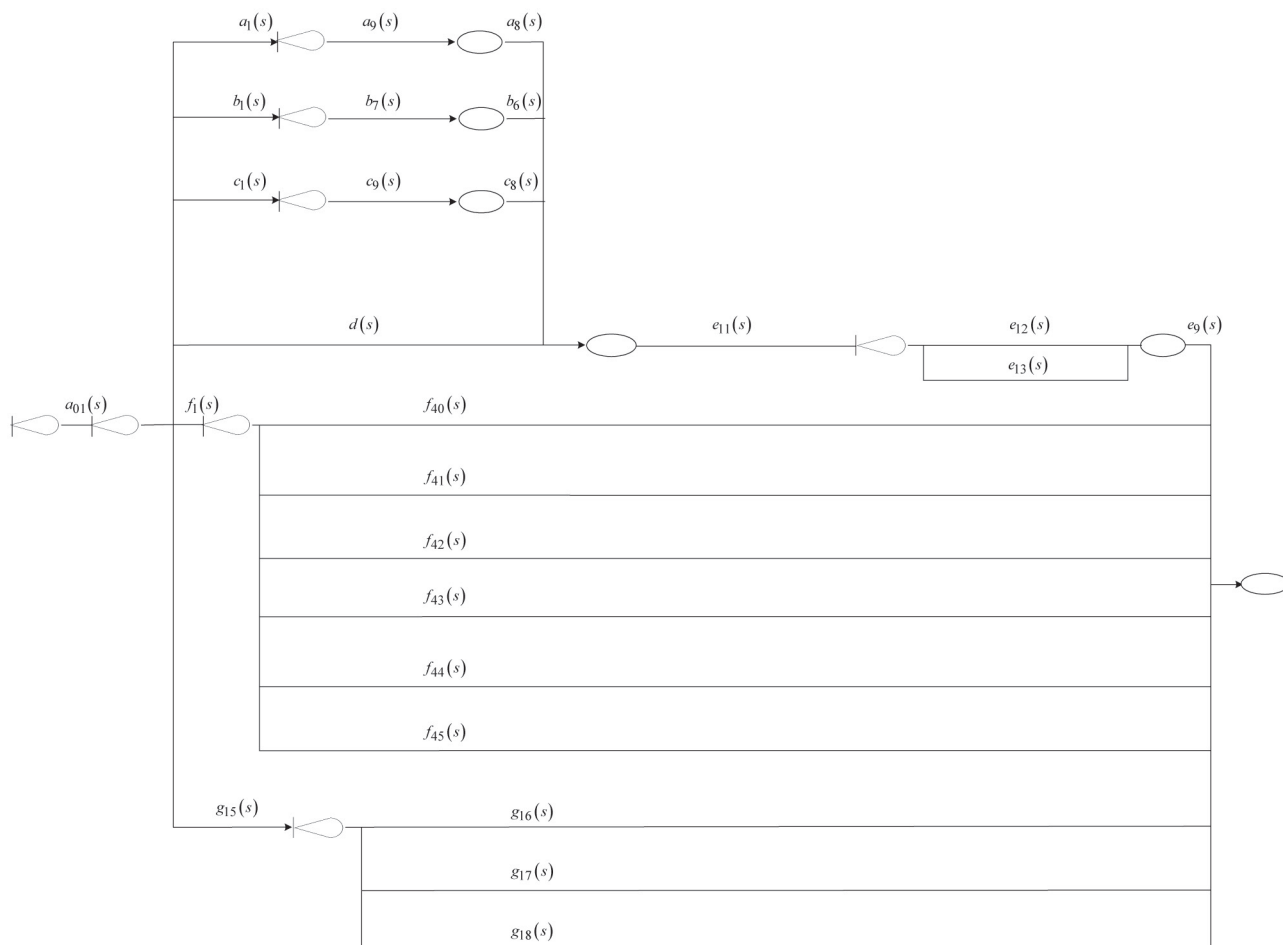 a₁(s) a₉(s) a₈(s)
b₁(s) b₇(s) b₆(s)
c₁(s) c₉(s) c₈(s)
d(s) e₁₁(s) e₁₂(s) e₉(s)
e₁₃(s)
a₀₁(s) f₁(s) f₄₀(s)
f₄₁(s)
f₄₂(s)
f₄₃(s)
f₄₄(s)
f₄₅(s)
g₁₅(s) g₁₆(s)
g₁₇(s)
g₁₈(s)